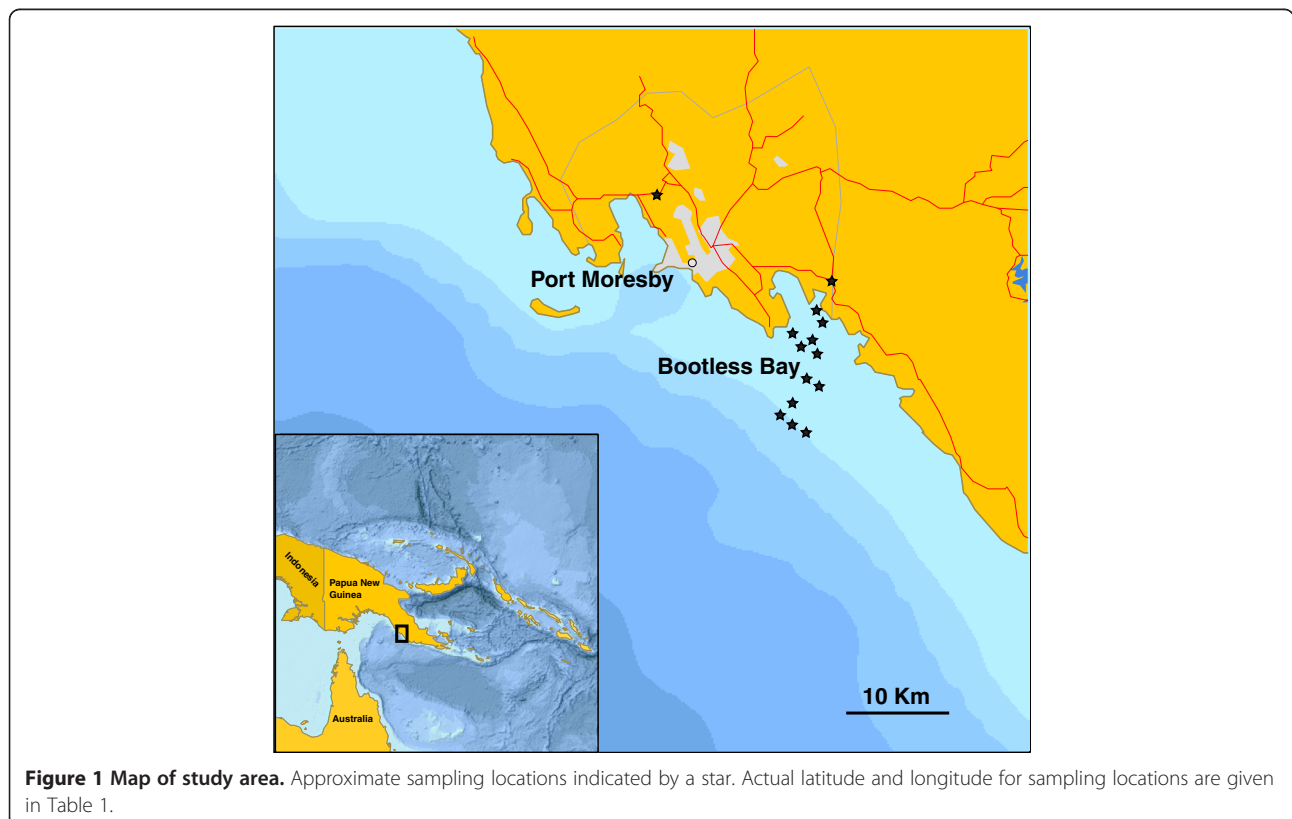 Port Moresby
Bootless Bay
Indonesia
Papua New
Guinea
Australia
10 Km
Figure 1 Map of study area. Approximate sampling locations indicated by a star. Actual latitude and longitude for sampling locations are given
in Table 1.